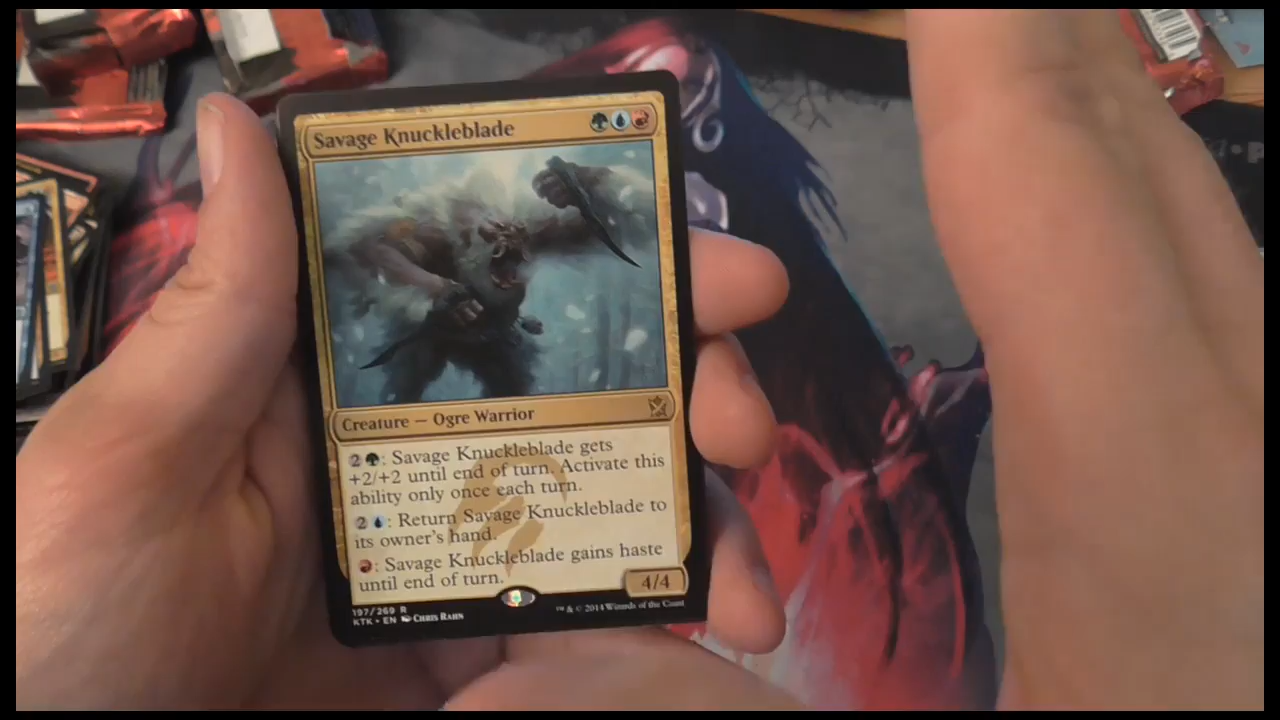 Savage Knuckleblade
Creature — Ogre Warrior
2 : Savage Knuckleblade gets
+2/+2 until end of turn. Activate this
ability only once each turn.
2 : Return Savage Knuckleblade to
its owner's hand.
: Savage Knuckleblade gains haste
until end of turn.
4/4
197/269 R
KTK • EN Chris Rahn
™ & © 2014 Wizards of the Coast